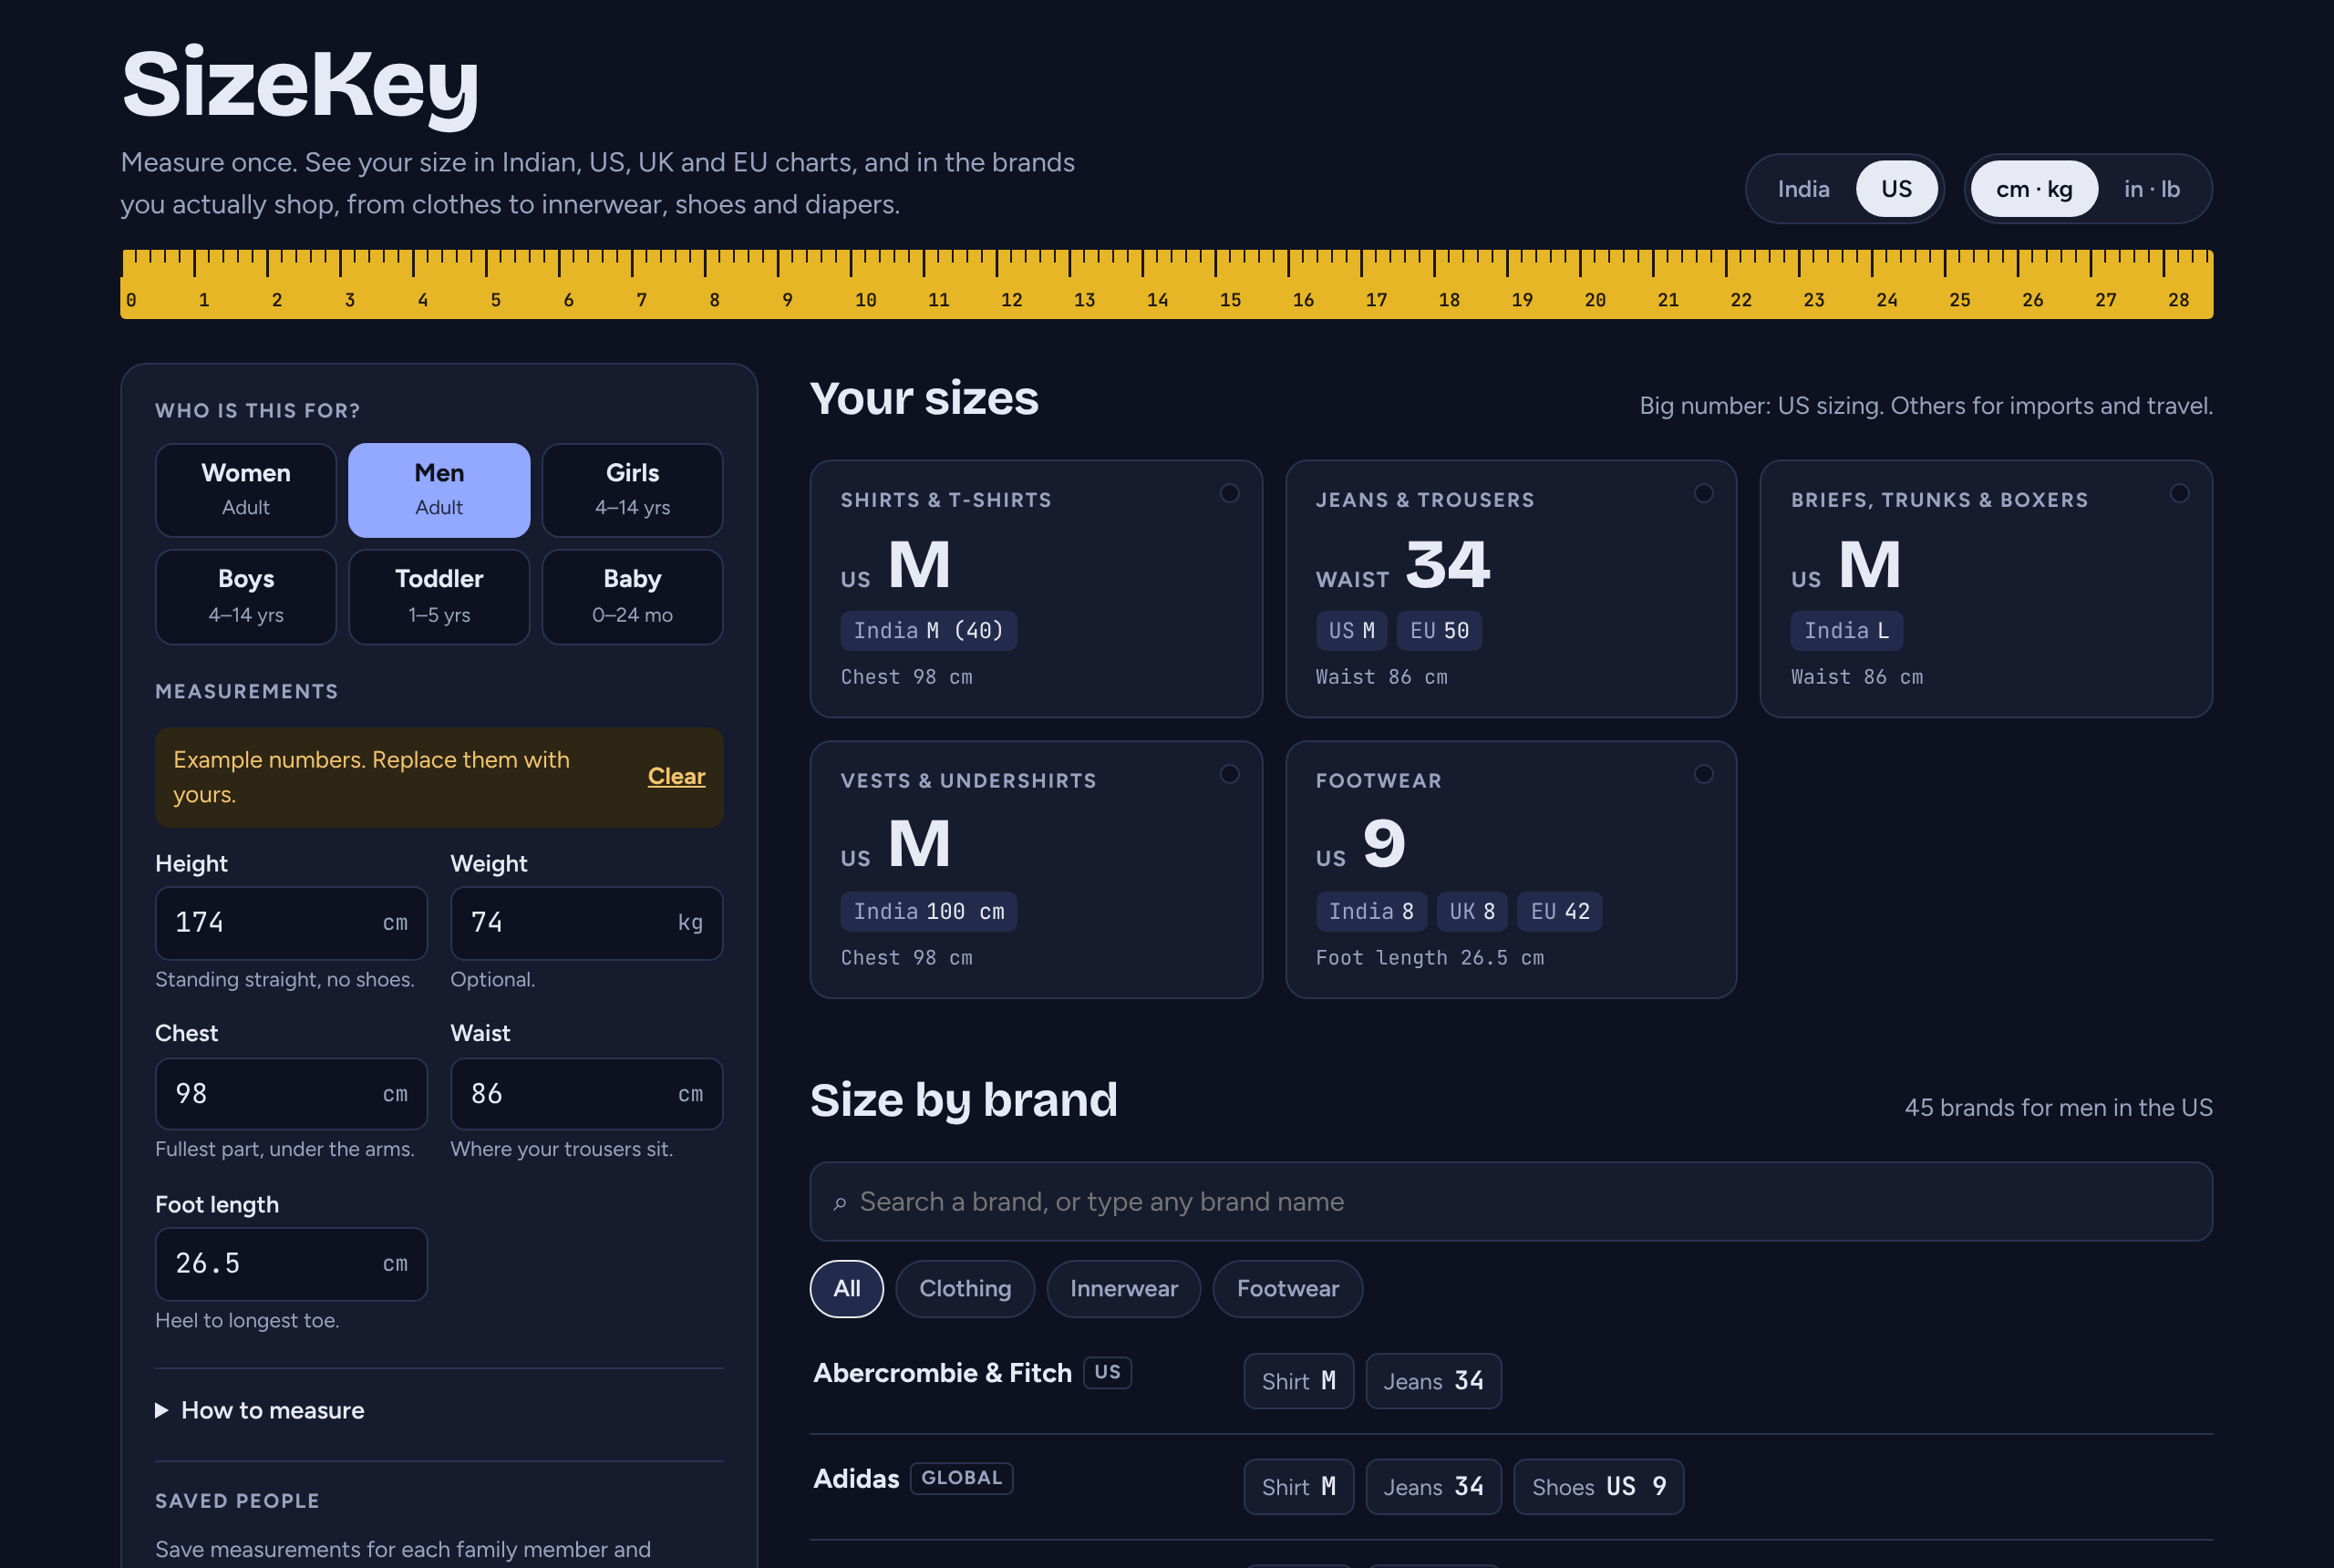 SizeKey
Measure once. See your size in Indian, US, UK and EU charts, and in the brands
you actually shop, from clothes to innerwear, shoes and diapers.
India US cm · kg in · lb
0 1 2 3 4 5 6 7 8 9 10 11 12 13 14 15 16 17 18 19 20 21 22 23 24 25 26 27 28
WHO IS THIS FOR?
Women Men Girls
Adult Adult 4–14 yrs
Boys Toddler Baby
4–14 yrs 1–5 yrs 0–24 mo
MEASUREMENTS
Example numbers. Replace them with
yours.
Clear
Height Weight
174 cm 74 kg
Standing straight, no shoes. Optional.
Chest Waist
98 cm 86 cm
Fullest part, under the arms. Where your trousers sit.
Foot length
26.5 cm
Heel to longest toe.
How to measure
SAVED PEOPLE
Save measurements for each family member and
Your sizes
Big number: US sizing. Others for imports and travel.
SHIRTS & T-SHIRTS
US M
India M (40)
Chest 98 cm
JEANS & TROUSERS
WAIST 34
US M EU 50
Waist 86 cm
BRIEFS, TRUNKS & BOXERS
US M
India L
Waist 86 cm
VESTS & UNDERSHIRTS
US M
India 100 cm
Chest 98 cm
FOOTWEAR
US 9
India 8 UK 8 EU 42
Foot length 26.5 cm
Size by brand
45 brands for men in the US
Search a brand, or type any brand name
All Clothing Innerwear Footwear
Abercrombie & Fitch US Shirt M Jeans 34
Adidas GLOBAL Shirt M Jeans 34 Shoes US 9